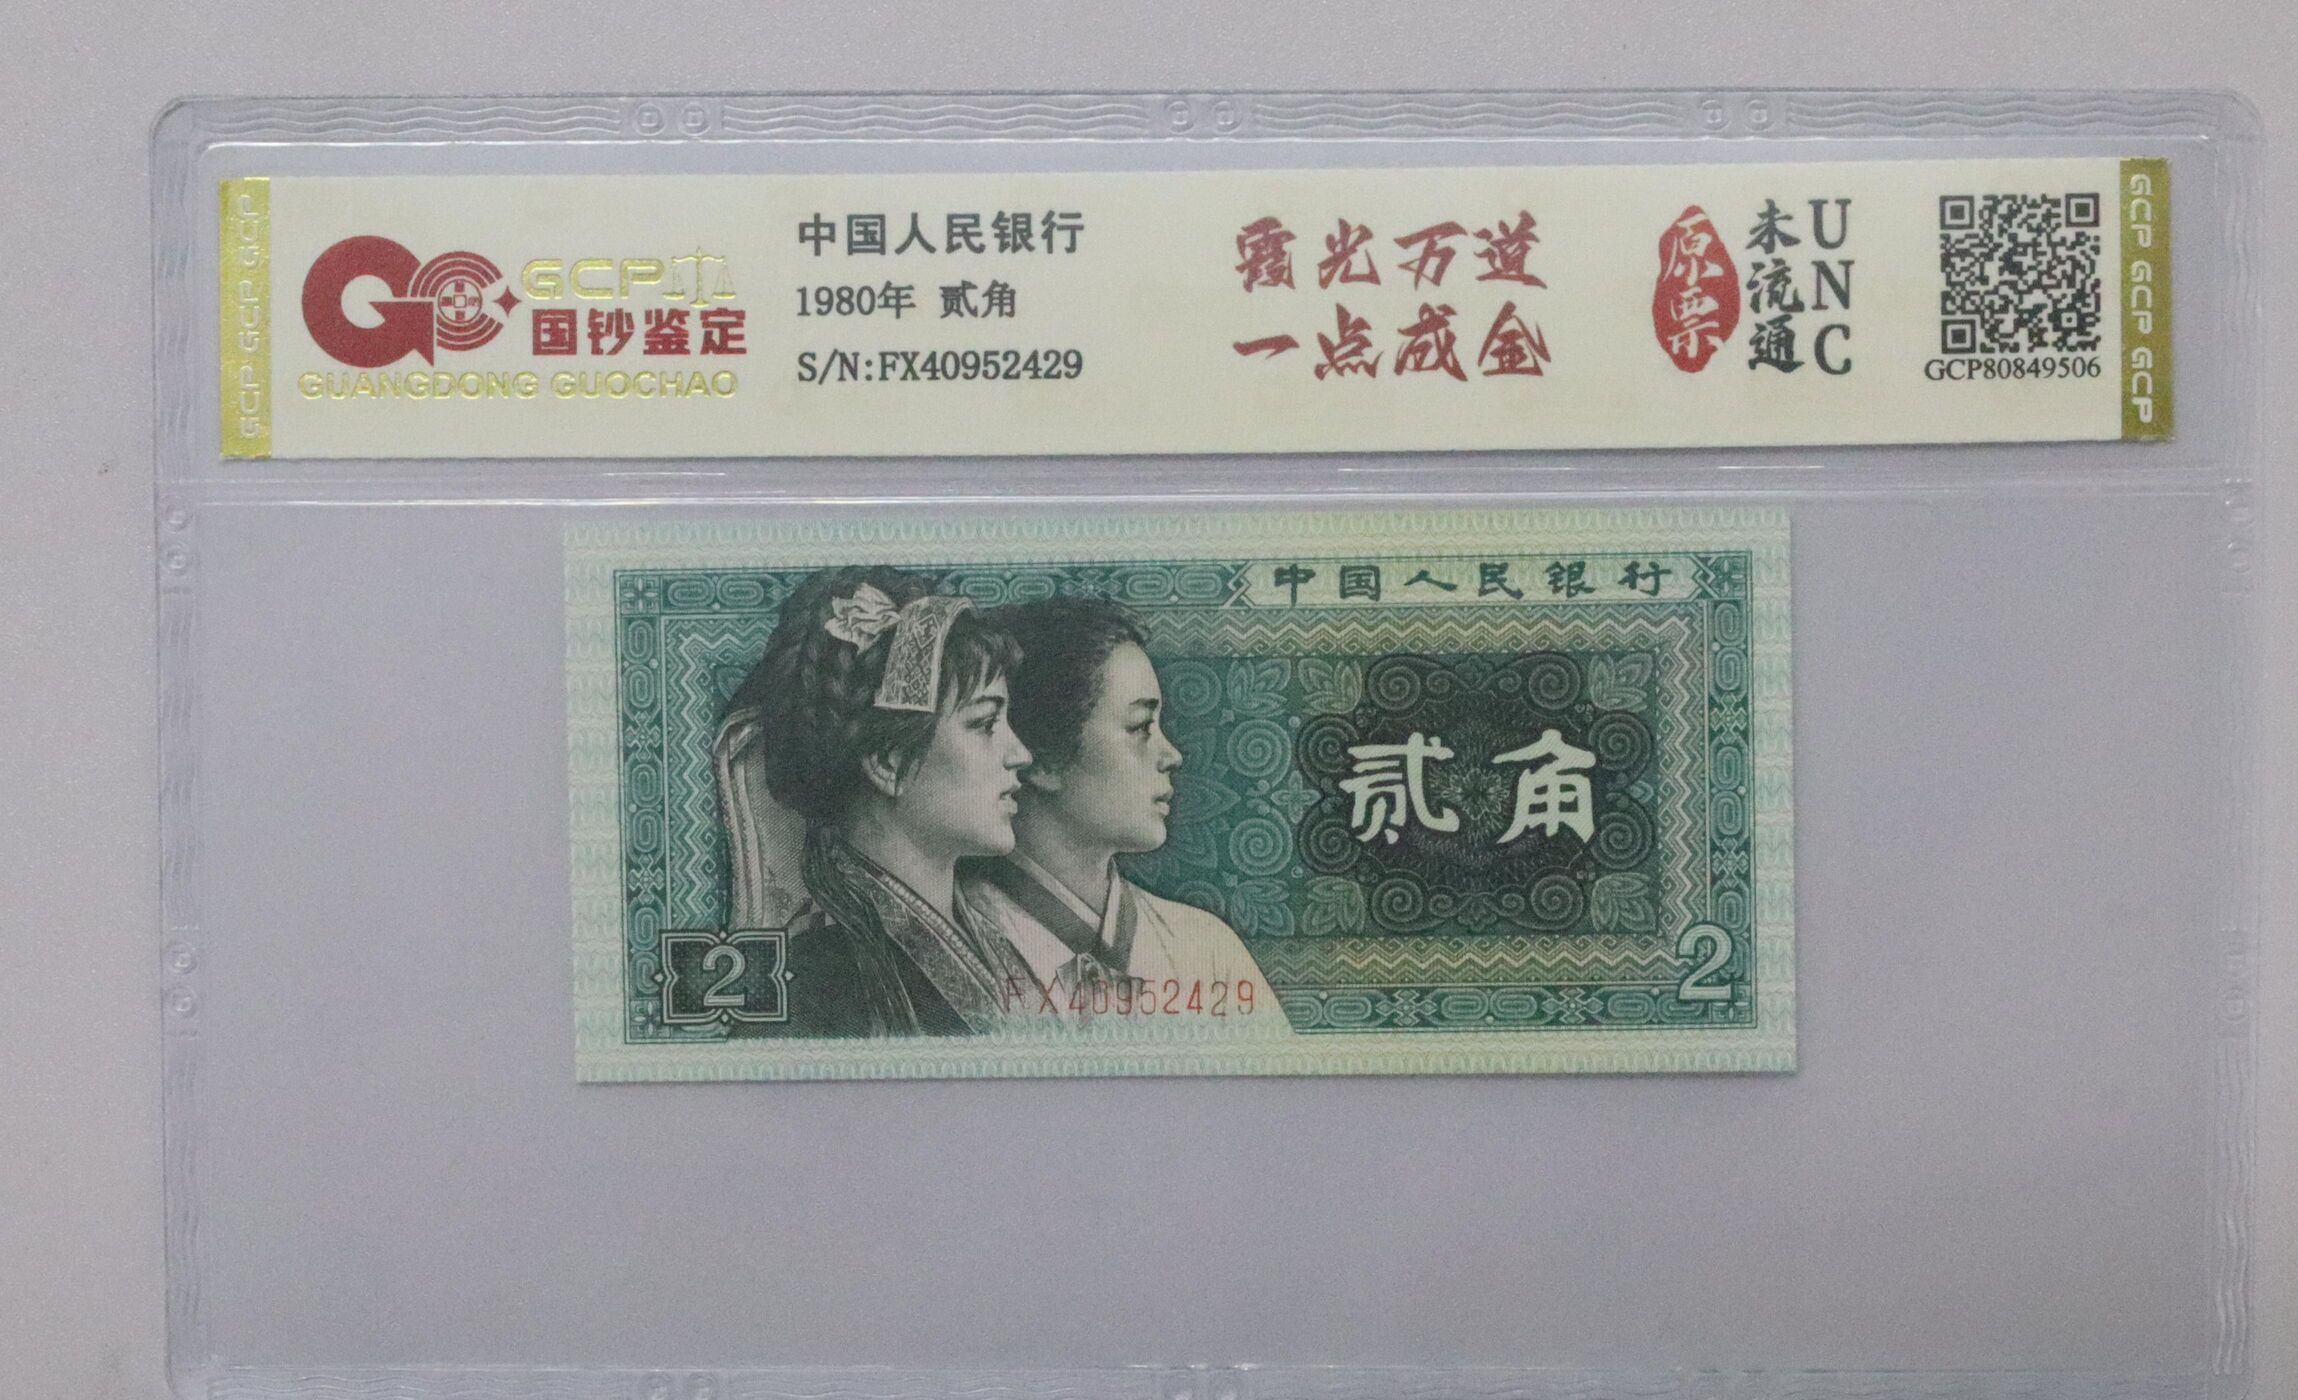 GCP
国钞鉴定
GUANGDONG GUOCHAO
中国人民银行
1980年 贰角
S/N:FX40952429
霞光万道
一点成金
原票
未流通
UNC
GCP80849506
GCP GCP GCP
GCP GCP GCP
中国人民银行
贰角
2
FX40952429
2